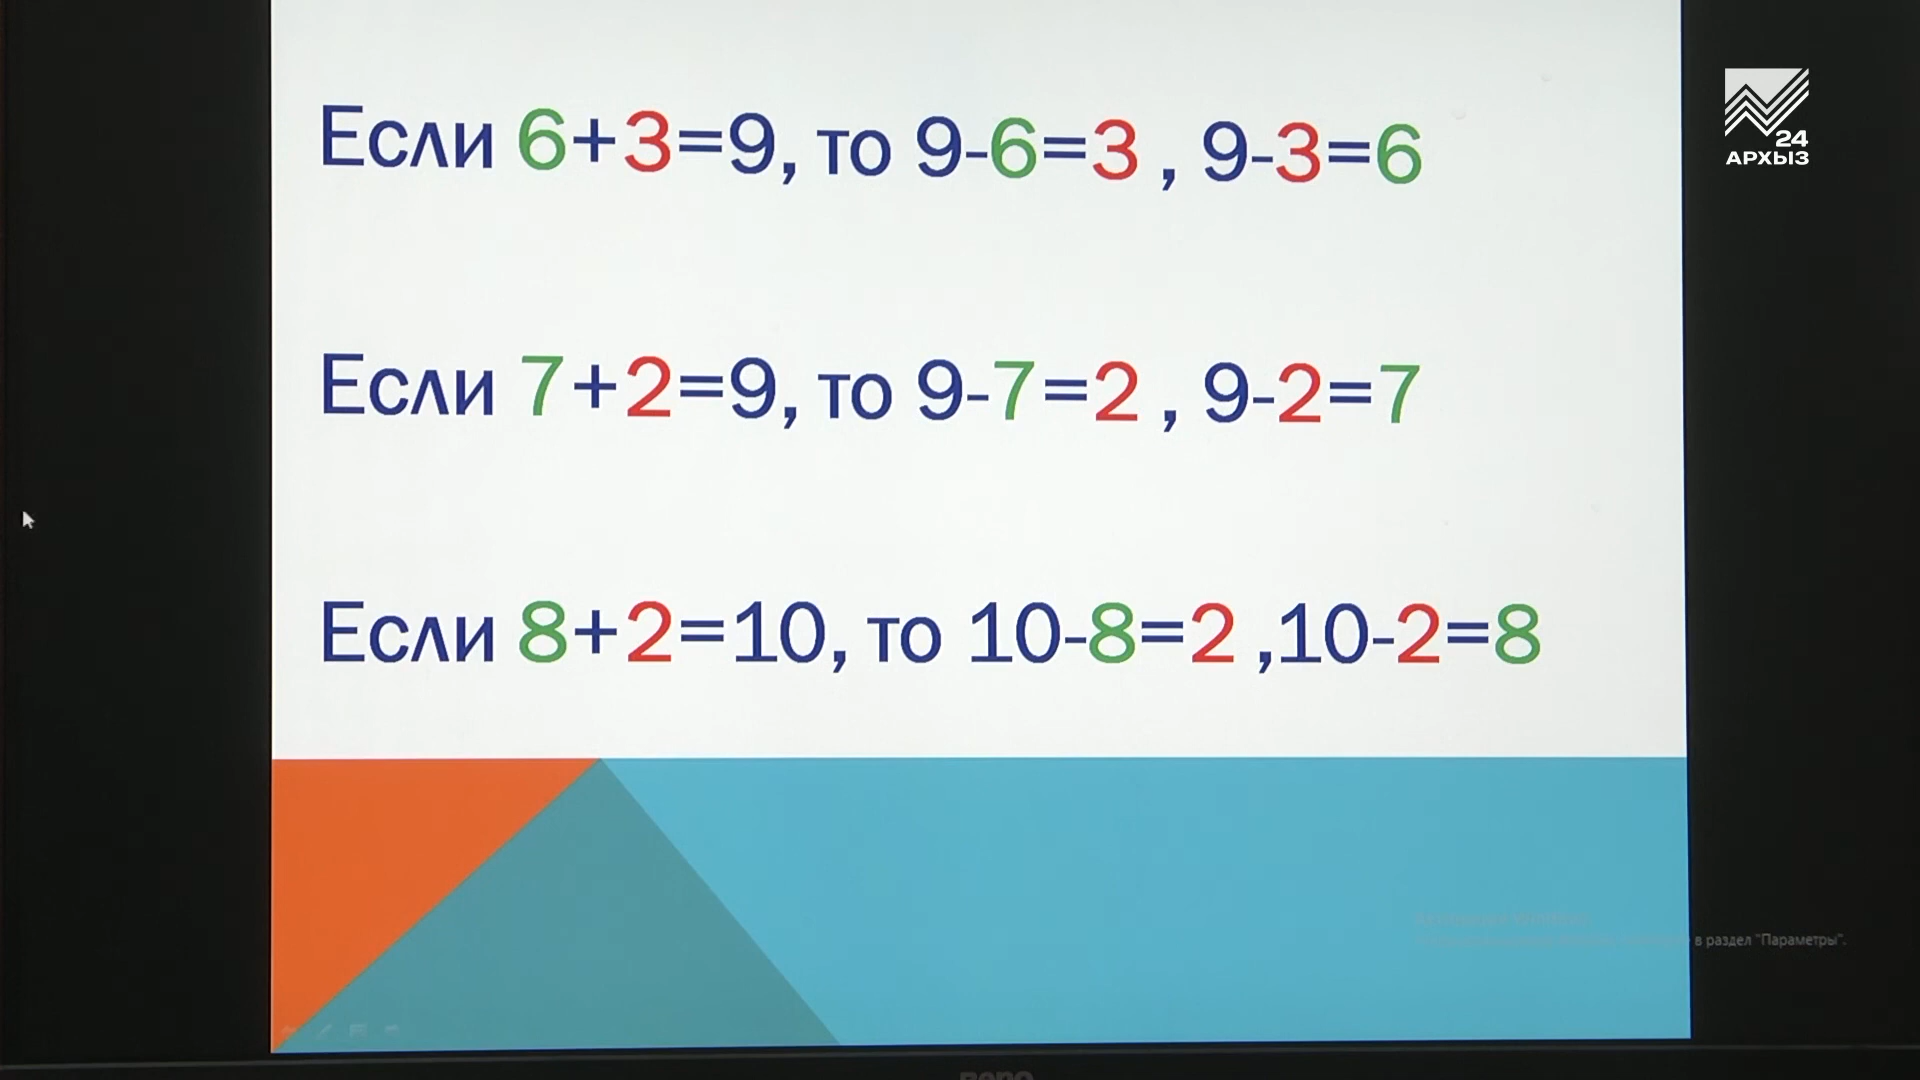 Если 6+3=9, то 9-6=3 , 9-3=6
24
АРХЫЗ
Если 7+2=9, то 9-7=2 , 9-2=7
Если 8+2=10, то 10-8=2 ,10-2=8
в раздел "Параметры".